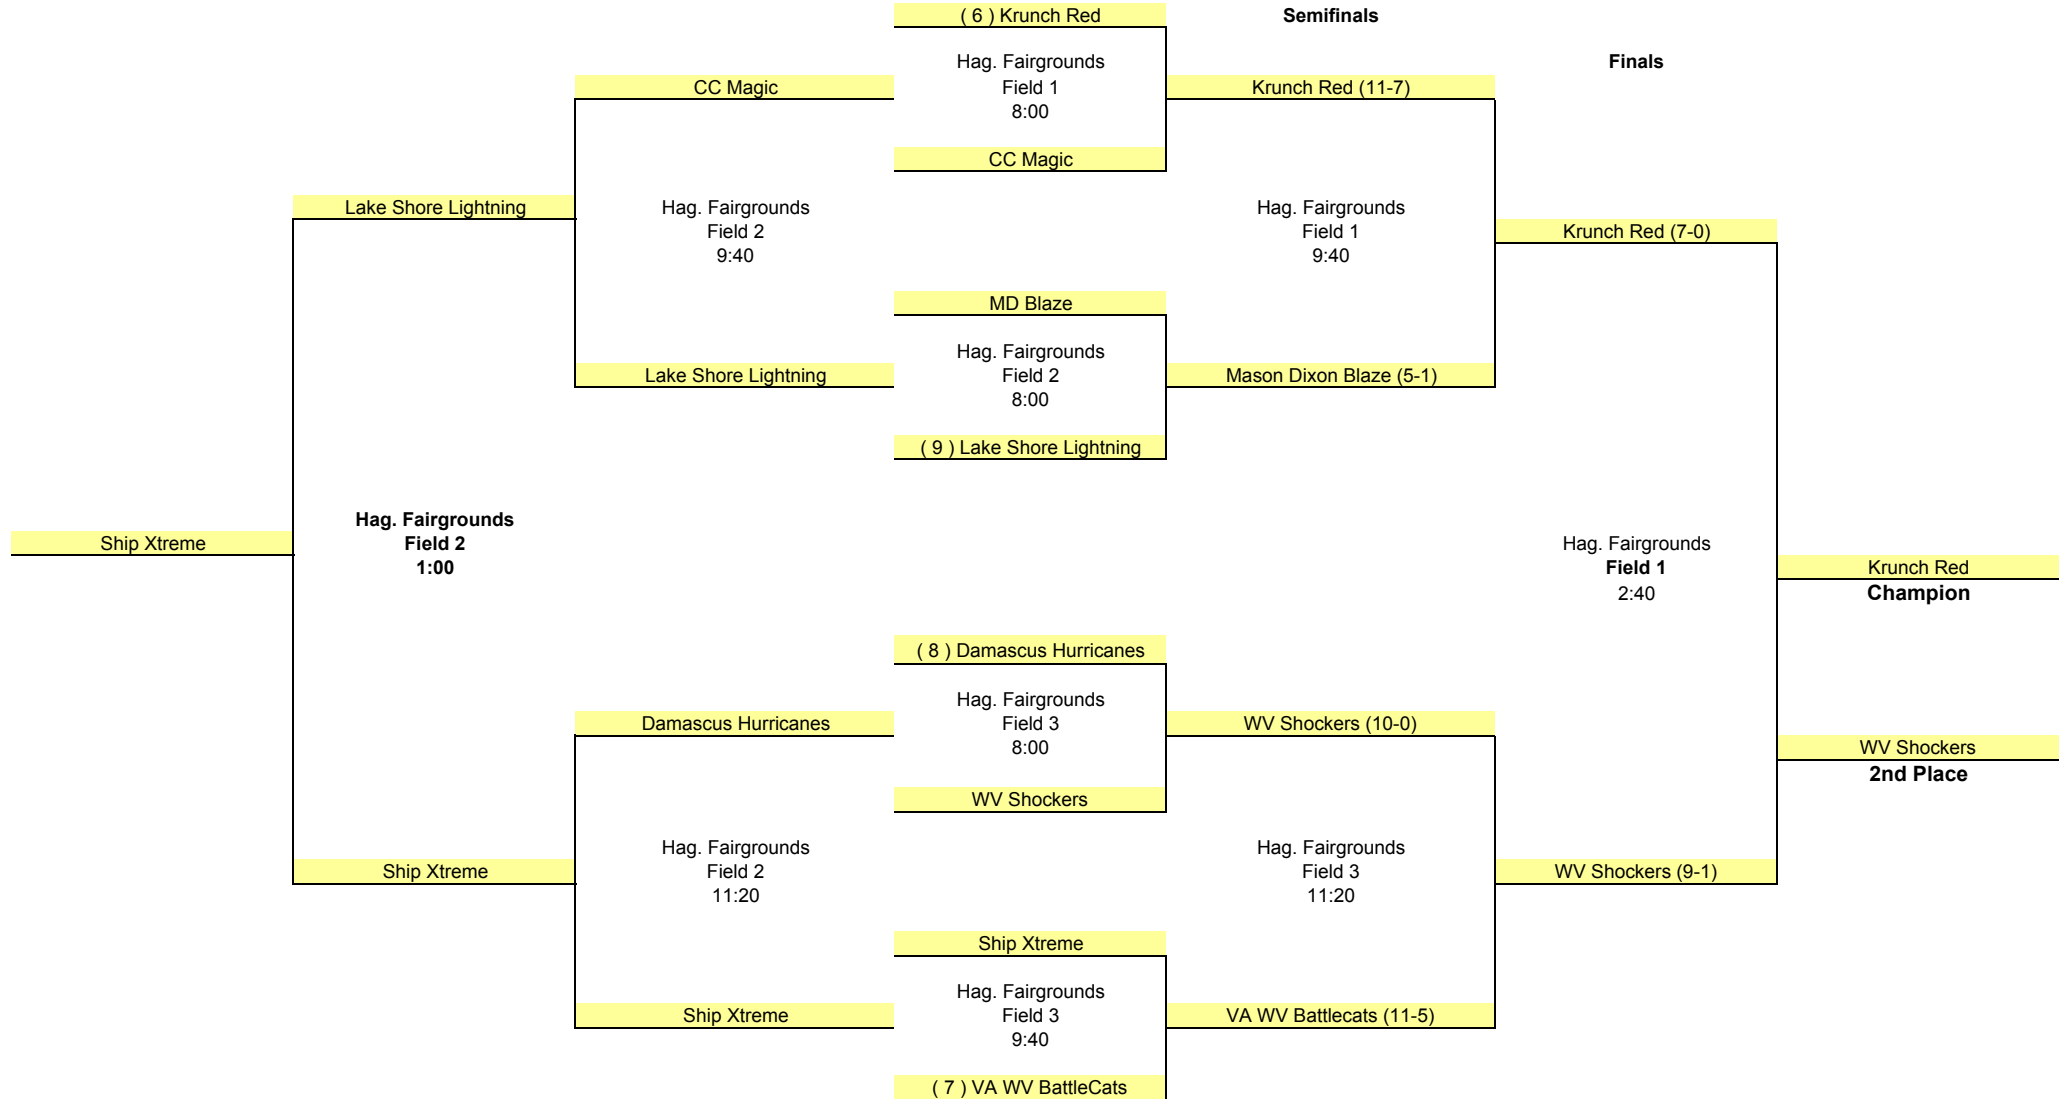 ( 6 ) Krunch Red
Semifinals
Hag. Fairgrounds
Finals
CC Magic
Field 1
Krunch Red (11-7)
8:00
CC Magic
Lake Shore Lightning
Hag. Fairgrounds
Hag. Fairgrounds
Field 2
Field 1
Krunch Red (7-0)
9:40
9:40
MD Blaze
Hag. Fairgrounds
Lake Shore Lightning
Field 2
Mason Dixon Blaze (5-1)
8:00
( 9 ) Lake Shore Lightning
Hag. Fairgrounds
Ship Xtreme
Field 2
Hag. Fairgrounds
1:00
Field 1
Krunch Red
2:40
Champion
( 8 ) Damascus Hurricanes
Hag. Fairgrounds
Damascus Hurricanes
Field 3
WV Shockers (10-0)
8:00
WV Shockers
2nd Place
WV Shockers
Hag. Fairgrounds
Hag. Fairgrounds
Ship Xtreme
Field 2
Field 3
WV Shockers (9-1)
11:20
11:20
Ship Xtreme
Hag. Fairgrounds
Ship Xtreme
Field 3
VA WV Battlecats (11-5)
9:40
( 7 ) VA WV BattleCats